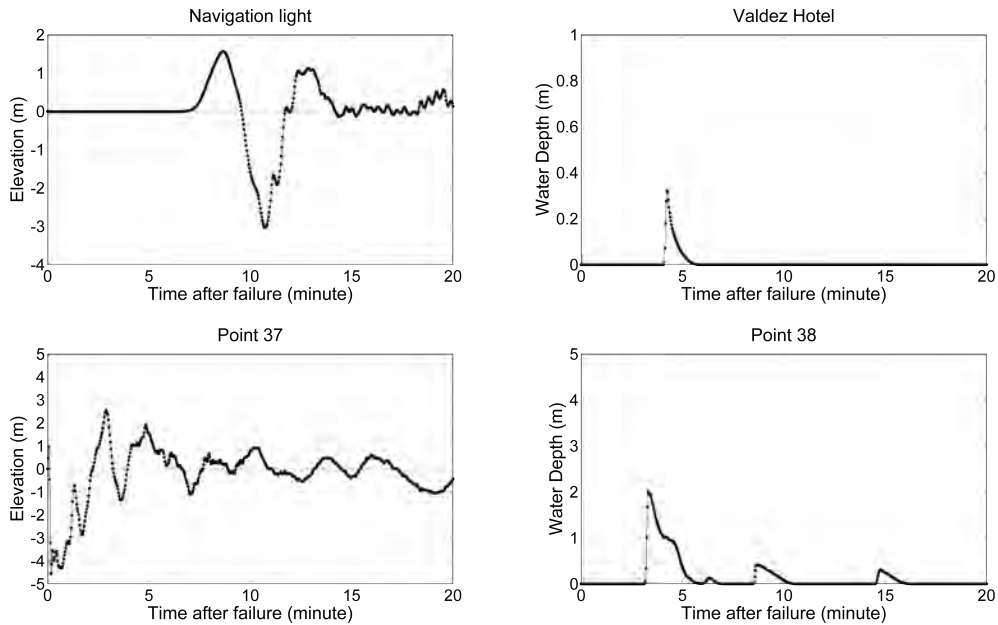 Navigation light
2
1
0
-1
-2
-3
-4
Elevation (m)
0 5 10 15 20
Time after failure (minute)
Valdez Hotel
1
0.8
0.6
0.4
0.2
0
Water Depth (m)
0 5 10 15 20
Time after failure (minute)
Point 37
5
4
3
2
1
0
-1
-2
-3
-4
-5
Elevation (m)
0 5 10 15 20
Time after failure (minute)
Point 38
5
4
3
2
1
0
Water Depth (m)
0 5 10 15 20
Time after failure (minute)